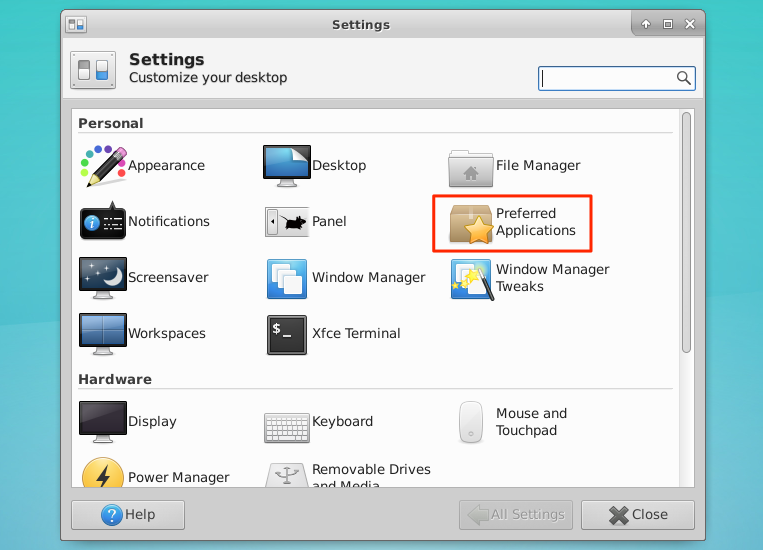 Settings
Settings
Customize your desktop
Personal
Appearance
Desktop
File Manager
Notifications
Panel
Preferred
Applications
Screensaver
Window Manager
Window Manager
Tweaks
Workspaces
$_
Xfce Terminal
Hardware
Display
Keyboard
Mouse and
Touchpad
Power Manager
Removable Drives
and Media
Help
All Settings
Close